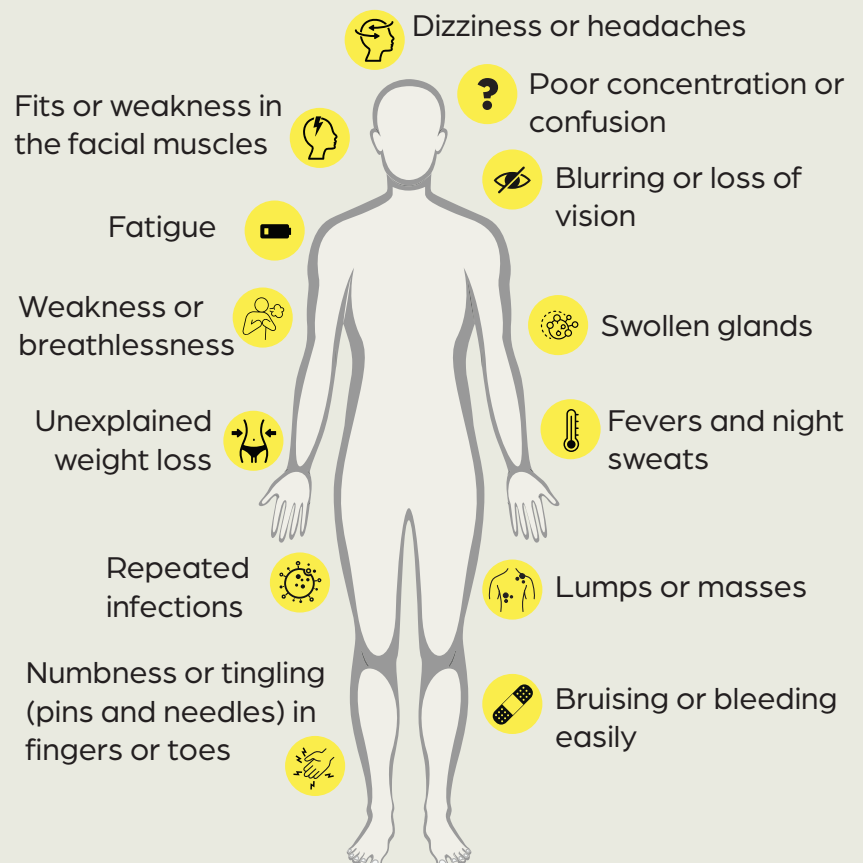 Dizziness or headaches
Poor concentration or
confusion
Fits or weakness in
the facial muscles
Blurring or loss of
vision
Fatigue
Weakness or
breathlessness
Swollen glands
Unexplained
weight loss
Fevers and night
sweats
Repeated
infections
Lumps or masses
Numbness or tingling
(pins and needles) in
fingers or toes
Bruising or bleeding
easily